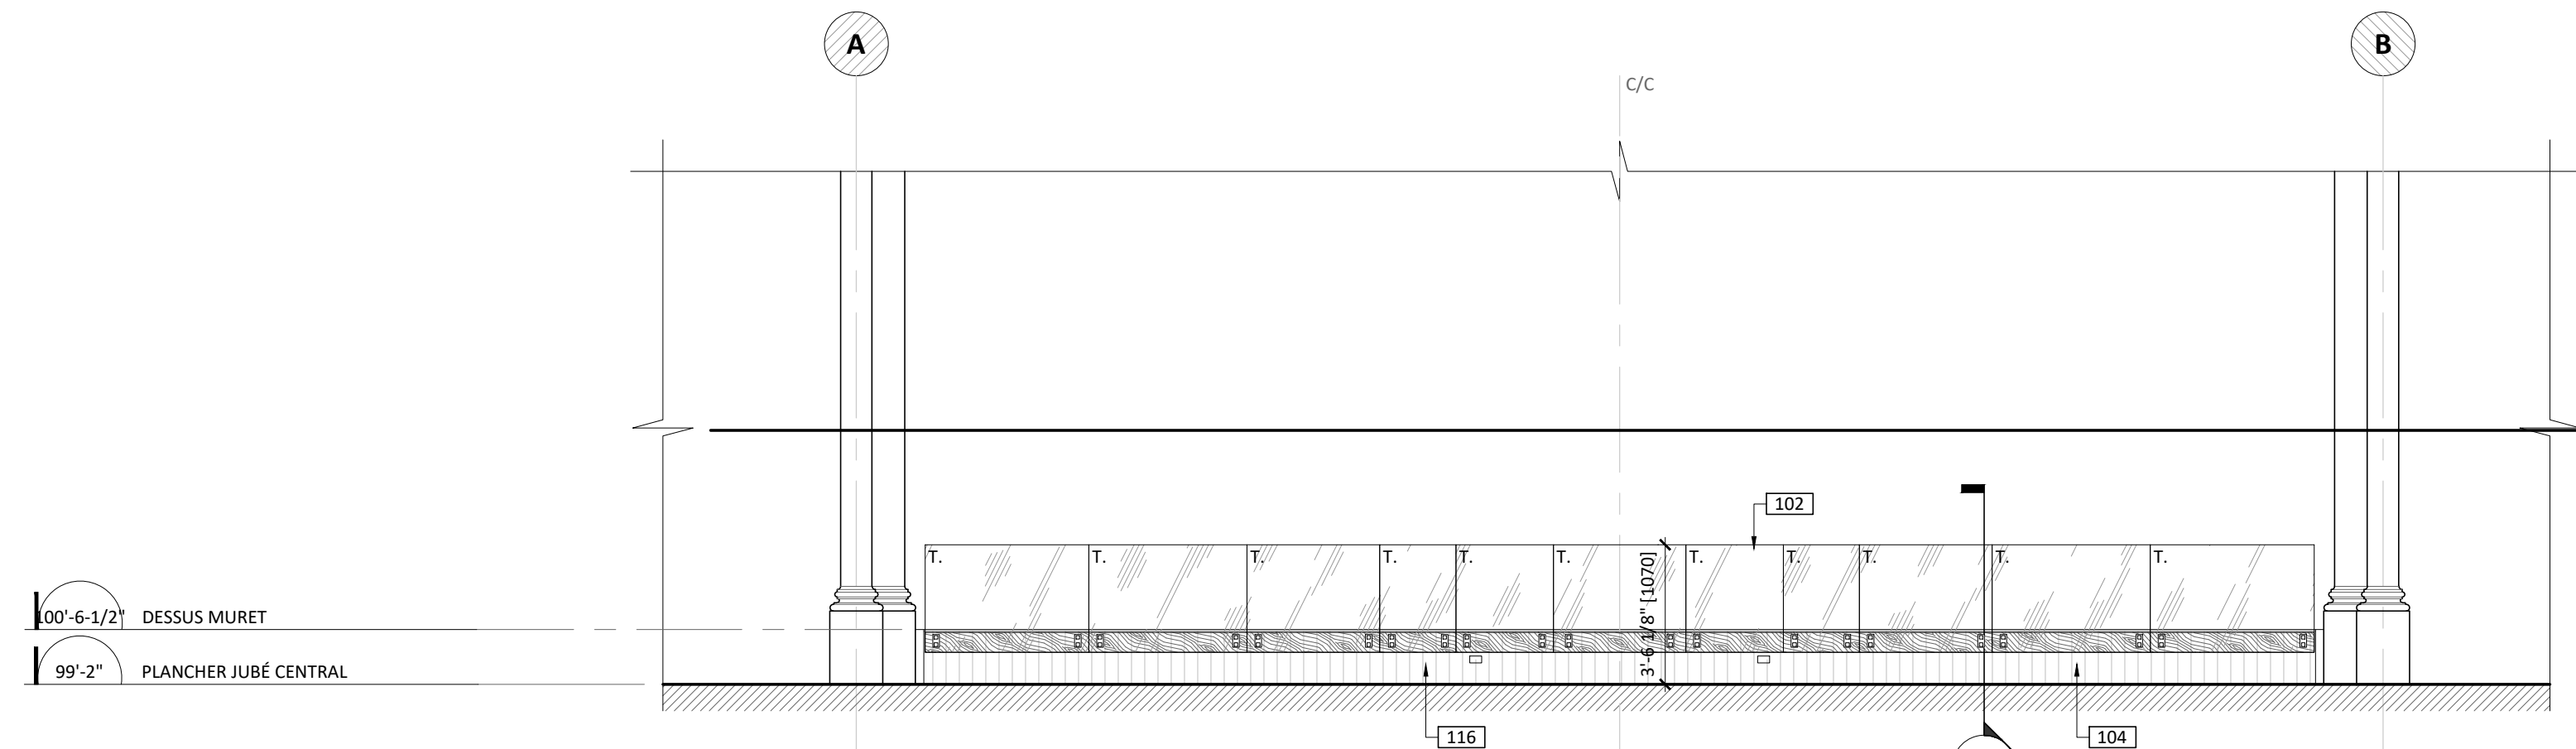 A
B
C/C
102
T. T. T. T. T. T. T. T. T. T.
3'-6 1/8" [1070]
100'-6-1/2" DESSUS MURET
99'-2" PLANCHER JUBÉ CENTRAL
116
104